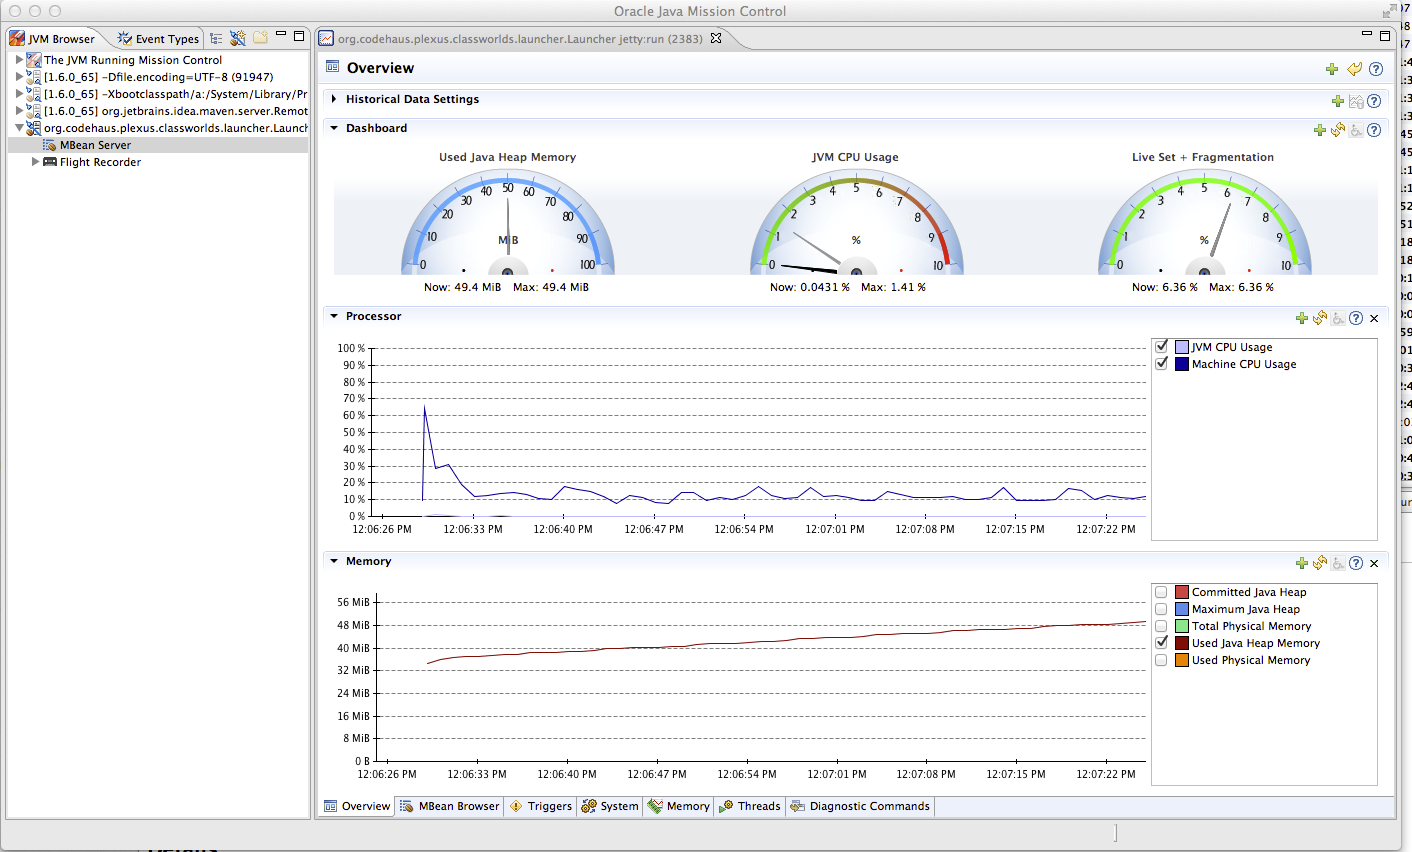 Oracle Java Mission Control
JVM Browser
Event Types
The JVM Running Mission Control
[1.6.0_65] -Dfile.encoding=UTF-8 (91947)
[1.6.0_65] -Xbootclasspath/a:/System/Library/Pr
[1.6.0_65] org.jetbrains.idea.maven.server.Remot
org.codehaus.plexus.classworlds.launcher.Launch
MBean Server
Flight Recorder
org.codehaus.plexus.classworlds.launcher.Launcher jetty:run (2383)
Overview
Historical Data Settings
Dashboard
Used Java Heap Memory
0 10 20 30 40 50 60 70 80 90 100
MiB
Now: 49.4 MiB Max: 49.4 MiB
JVM CPU Usage
0 1 2 3 4 5 6 7 8 9 10
%
Now: 0.0431 % Max: 1.41 %
Live Set + Fragmentation
0 1 2 3 4 5 6 7 8 9 10
%
Now: 6.36 % Max: 6.36 %
Processor
100 %
90 %
80 %
70 %
60 %
50 %
40 %
30 %
20 %
10 %
0 %
12:06:26 PM 12:06:33 PM 12:06:40 PM 12:06:47 PM 12:06:54 PM 12:07:01 PM 12:07:08 PM 12:07:15 PM 12:07:22 PM
JVM CPU Usage
Machine CPU Usage
Memory
56 MiB
48 MiB
40 MiB
32 MiB
24 MiB
16 MiB
8 MiB
0 B
12:06:26 PM 12:06:33 PM 12:06:40 PM 12:06:47 PM 12:06:54 PM 12:07:01 PM 12:07:08 PM 12:07:15 PM 12:07:22 PM
Committed Java Heap
Maximum Java Heap
Total Physical Memory
Used Java Heap Memory
Used Physical Memory
Overview MBean Browser Triggers System Memory Threads Diagnostic Commands